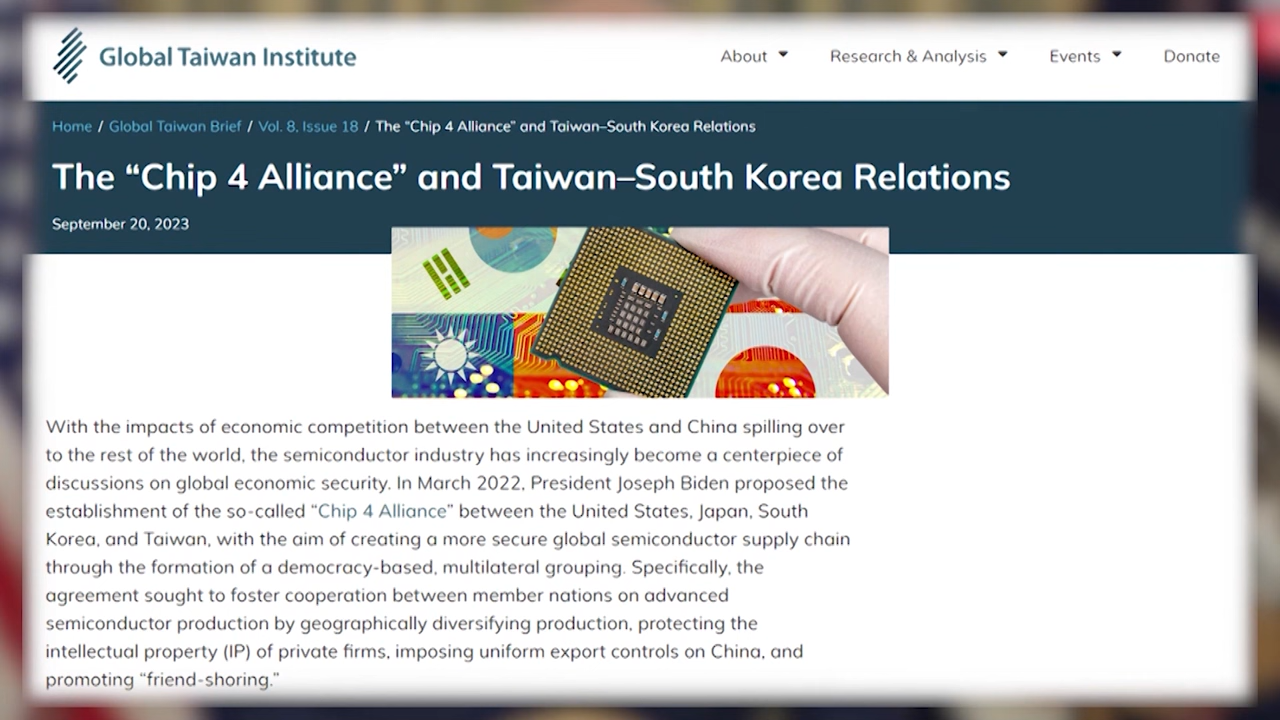 Global Taiwan Institute
About Research & Analysis Events Donate
Home / Global Taiwan Brief / Vol. 8, Issue 18 / The “Chip 4 Alliance” and Taiwan–South Korea Relations
The “Chip 4 Alliance” and Taiwan–South Korea Relations
September 20, 2023
With the impacts of economic competition between the United States and China spilling over
to the rest of the world, the semiconductor industry has increasingly become a centerpiece of
discussions on global economic security. In March 2022, President Joseph Biden proposed the
establishment of the so-called “Chip 4 Alliance” between the United States, Japan, South
Korea, and Taiwan, with the aim of creating a more secure global semiconductor supply chain
through the formation of a democracy-based, multilateral grouping. Specifically, the
agreement sought to foster cooperation between member nations on advanced
semiconductor production by geographically diversifying production, protecting the
intellectual property (IP) of private firms, imposing uniform export controls on China, and
promoting “friend-shoring.”